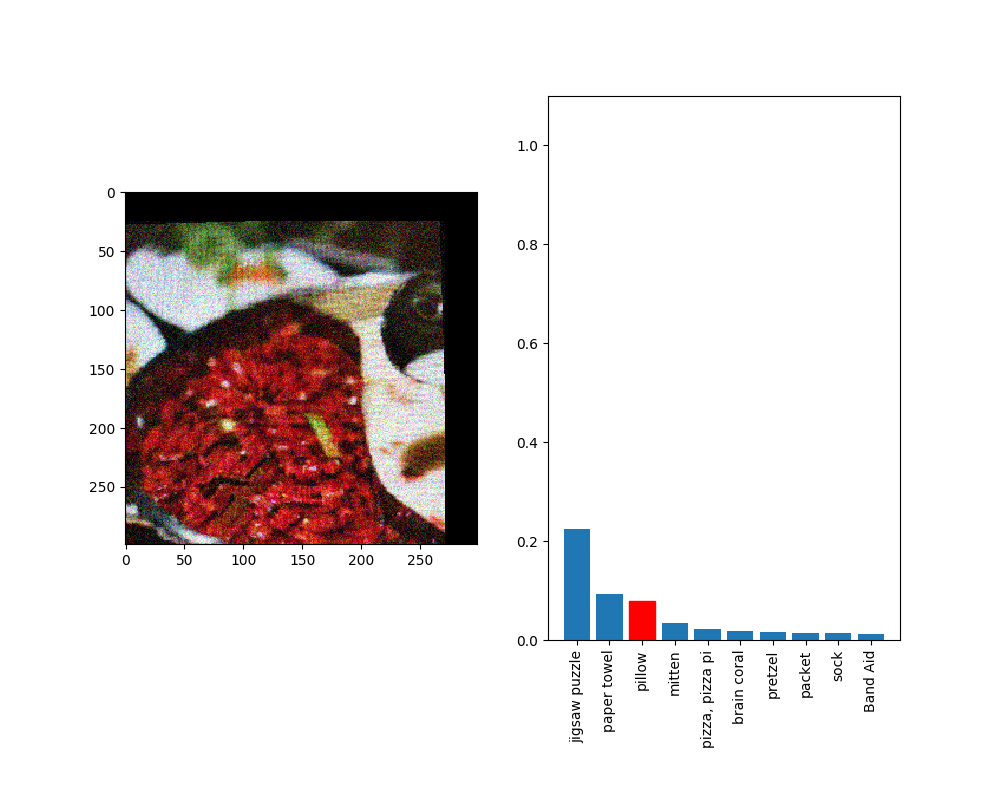 0
50
100
150
200
250
0 50 100 150 200 250
1.0
0.8
0.6
0.4
0.2
0.0
jigsaw puzzle
paper towel
pillow
mitten
pizza, pizza pi
brain coral
pretzel
packet
sock
Band Aid